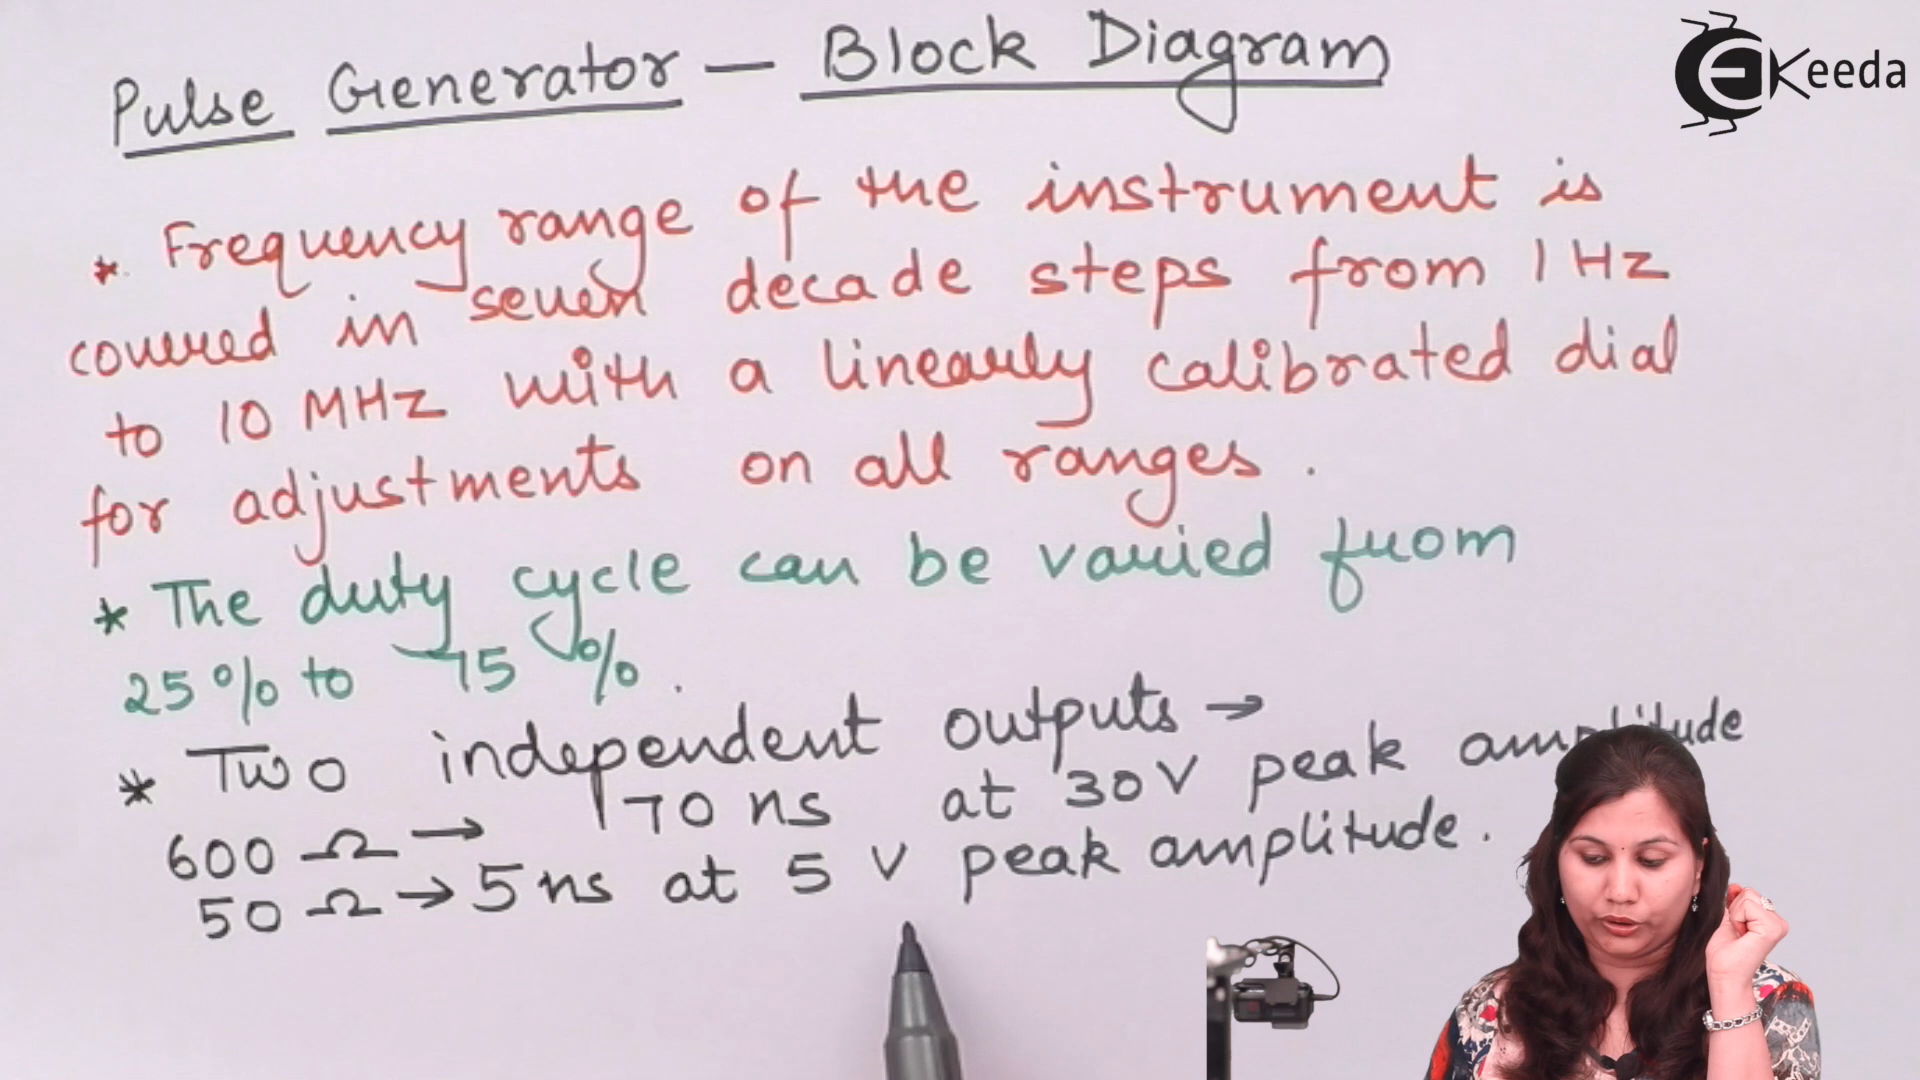 Pulse Generator — Block Diagram
EKeeda
* Frequency range of the instrument is
covered in seven decade steps from 1 Hz
to 10 MHz with a linearly calibrated dial
for adjustments on all ranges.
* The duty cycle can be varied from
25% to 75%.
* Two independent outputs →
600 Ω → 70 ns at 30V peak amplitude
50 Ω → 5 ns at 5 V peak amplitude.